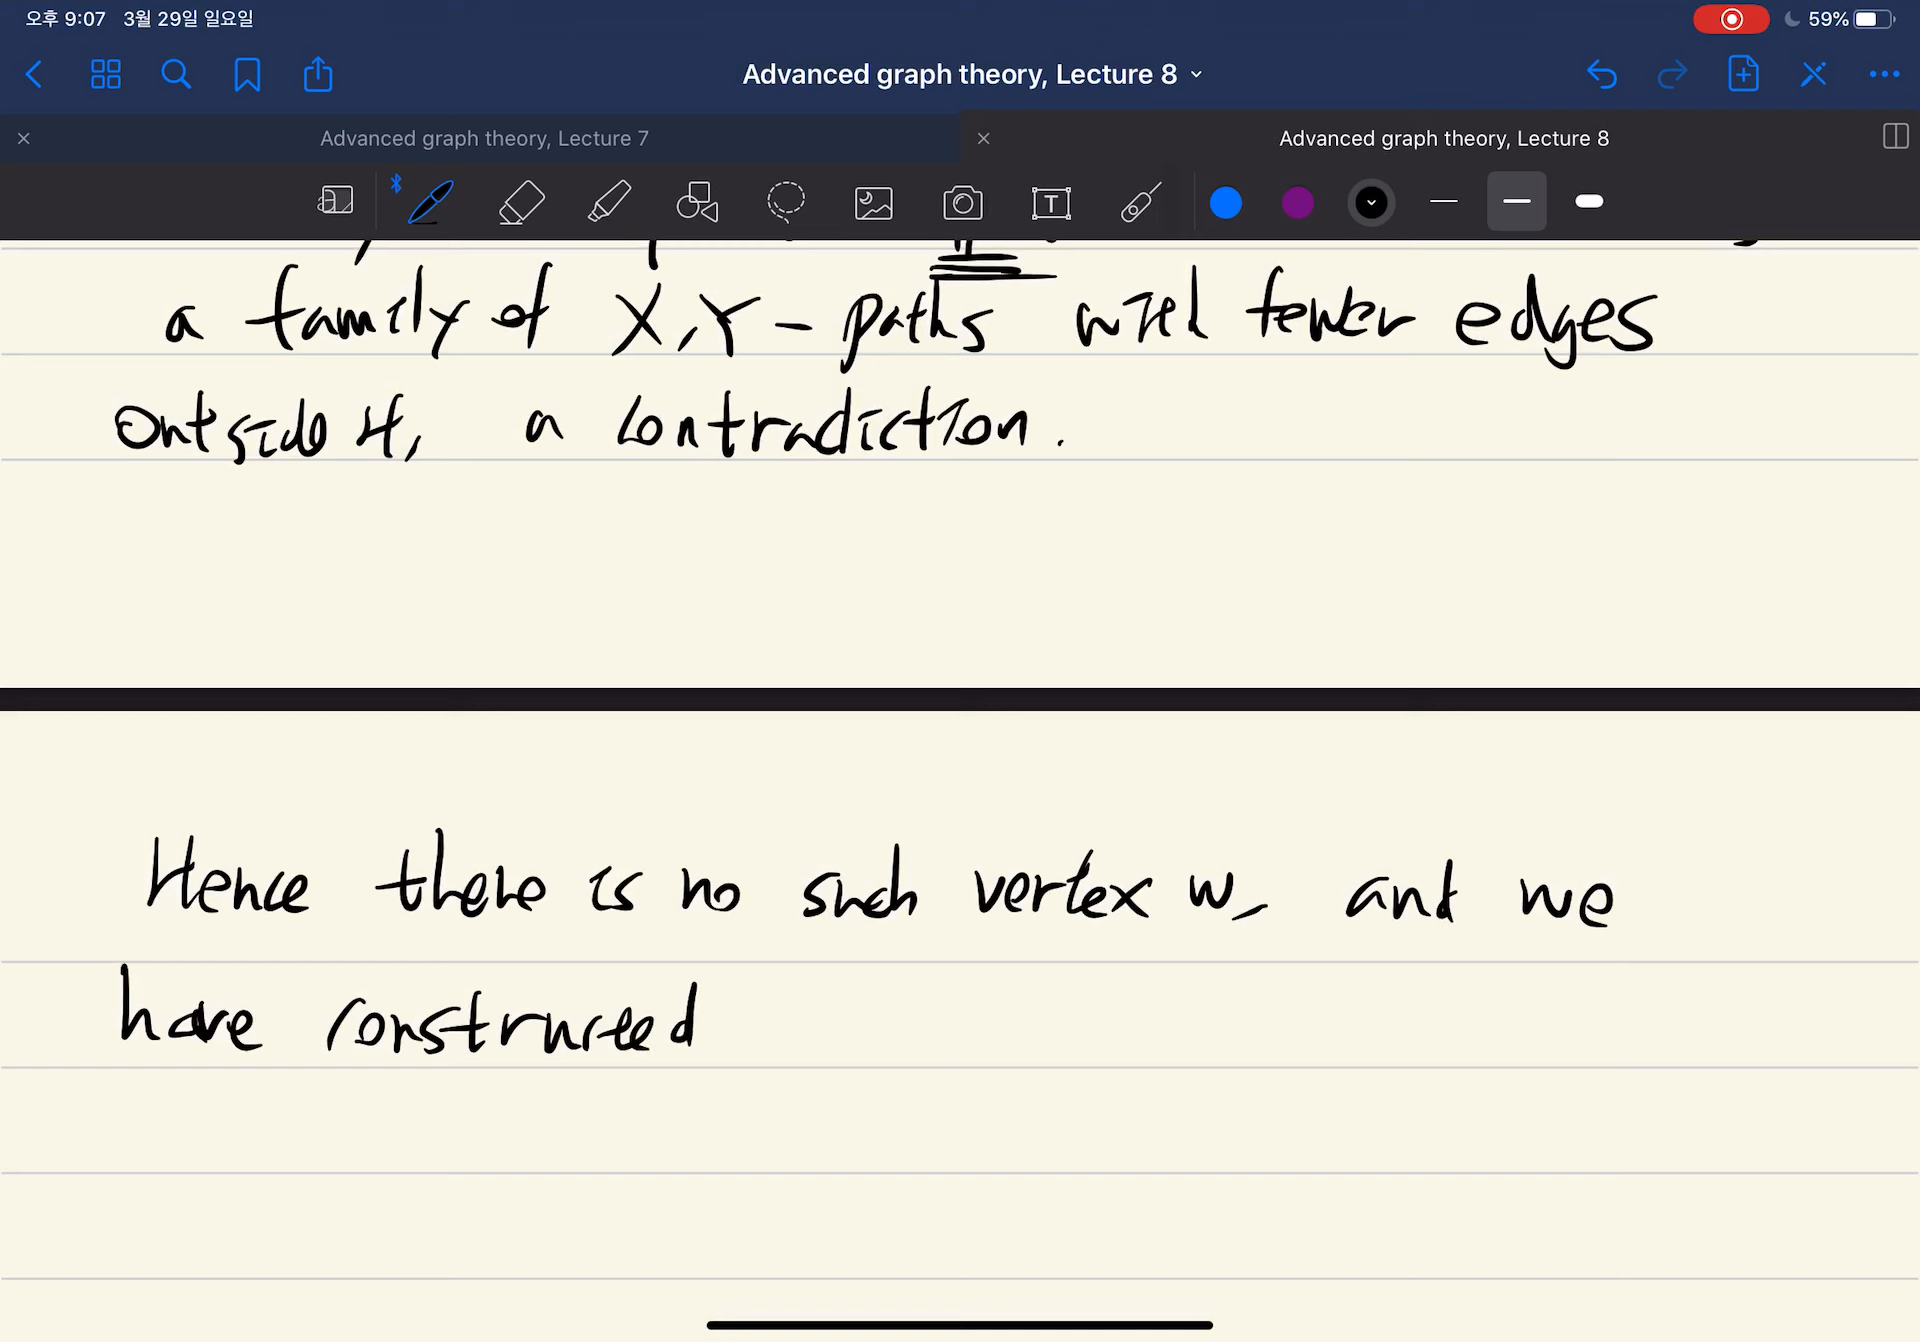 오후 9:07 3월 29일 일요일 59%
Advanced graph theory, Lecture 8
Advanced graph theory, Lecture 7 Advanced graph theory, Lecture 8
a family of X,Y-paths with fewer edges
outside H, a contradiction.
Hence there is no such vertex w, and we
have constructed